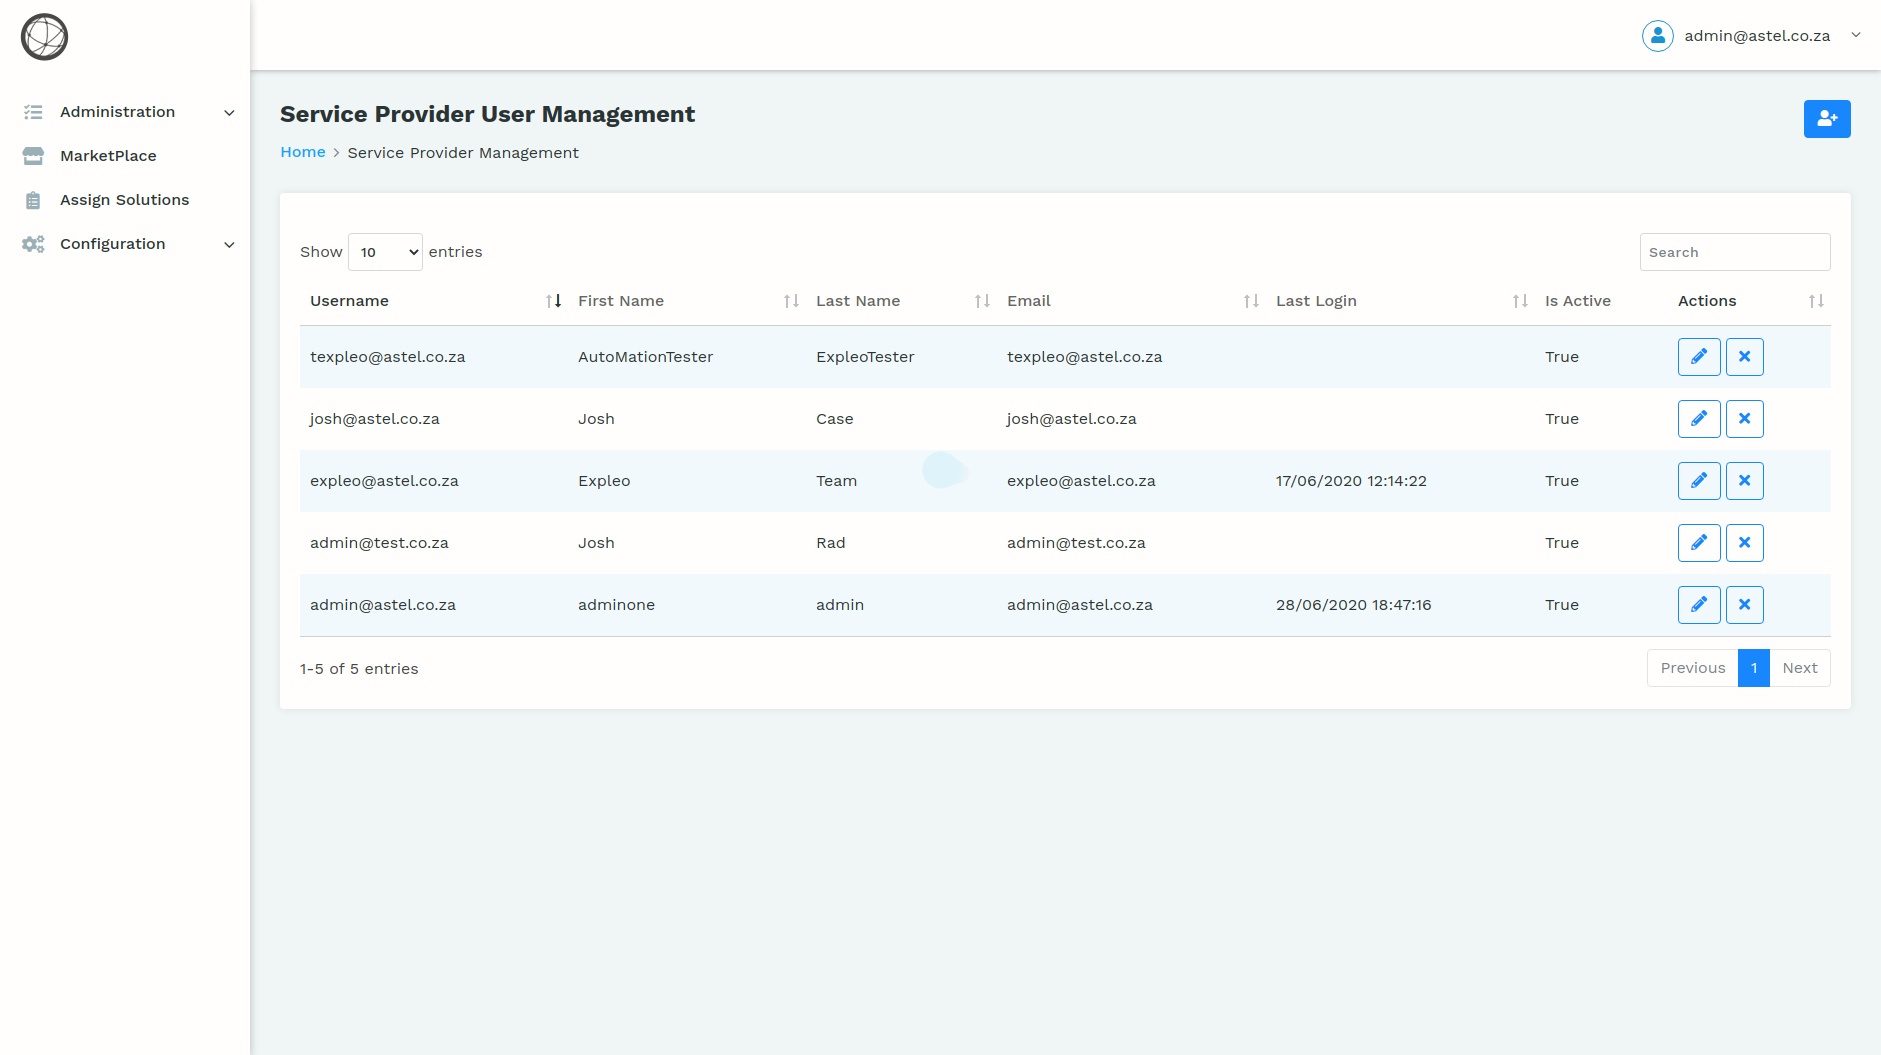 admin@astel.co.za
Administration
MarketPlace
Assign Solutions
Configuration
Service Provider User Management
Home > Service Provider Management
Show 10 entries
Search
Username First Name Last Name Email Last Login Is Active Actions
texpleo@astel.co.za AutoMationTester ExpleoTester texpleo@astel.co.za True
josh@astel.co.za Josh Case josh@astel.co.za True
expleo@astel.co.za Expleo Team expleo@astel.co.za 17/06/2020 12:14:22 True
admin@test.co.za Josh Rad admin@test.co.za True
admin@astel.co.za adminone admin admin@astel.co.za 28/06/2020 18:47:16 True
1-5 of 5 entries
Previous 1 Next